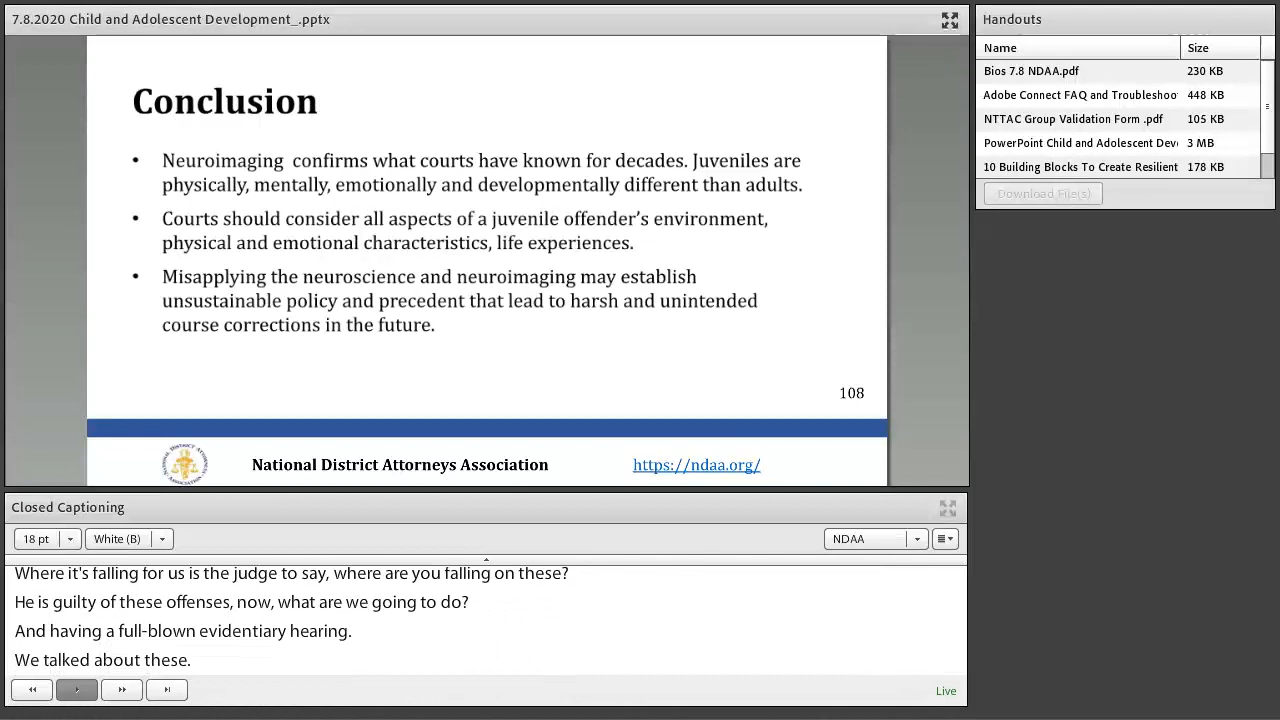 7.8.2020 Child and Adolescent Development_.pptx
Conclusion
• Neuroimaging confirms what courts have known for decades. Juveniles are
physically, mentally, emotionally and developmentally different than adults.
• Courts should consider all aspects of a juvenile offender's environment,
physical and emotional characteristics, life experiences.
• Misapplying the neuroscience and neuroimaging may establish
unsustainable policy and precedent that lead to harsh and unintended
course corrections in the future.
108
NATIONAL DISTRICT ATTORNEYS ASSOCIATION
National District Attorneys Association https://ndaa.org/
Handouts
Name Size
Bios 7.8 NDAA.pdf 230 KB
Adobe Connect FAQ and Troubleshoo 448 KB
NTTAC Group Validation Form .pdf 105 KB
PowerPoint Child and Adolescent Dev 3 MB
10 Building Blocks To Create Resilient 178 KB
Download File(s)
Closed Captioning
18 pt White (B) NDAA
Where it's falling for us is the judge to say, where are you falling on these?
He is guilty of these offenses, now, what are we going to do?
And having a full-blown evidentiary hearing.
We talked about these.
Live